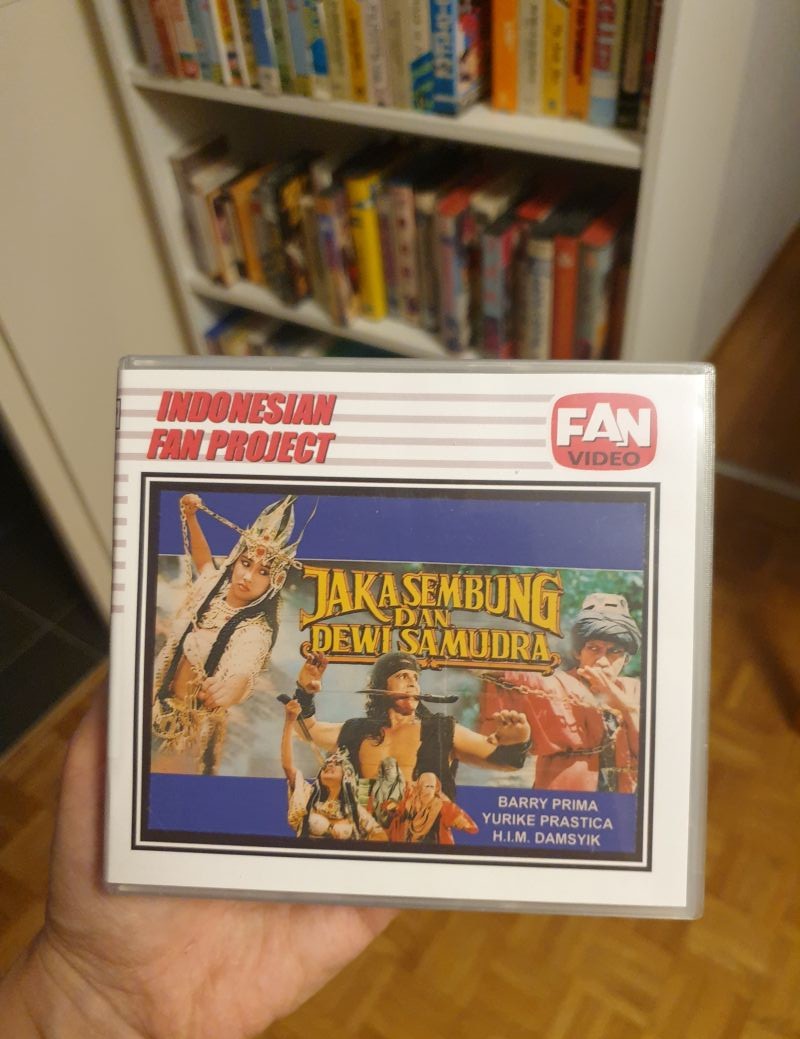 INDONESIAN
FAN PROJECT
FAN
VIDEO
JAKA SEMBUNG
DAN
DEWI SAMUDRA
BARRY PRIMA
YURIKE PRASTICA
H.I.M. DAMSYIK